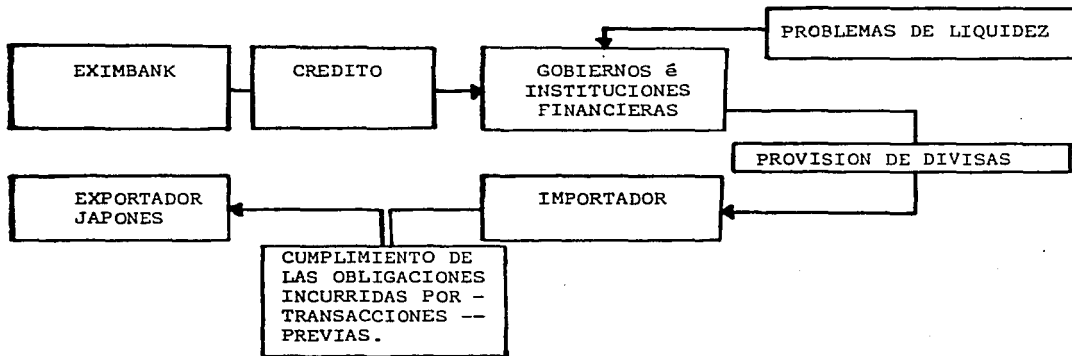 PROBLEMAS DE LIQUIDEZ
EXIMBANK
CREDITO
GOBIERNOS é
INSTITUCIONES
FINANCIERAS
PROVISION DE DIVISAS
EXPORTADOR
JAPONES
IMPORTADOR
CUMPLIMIENTO DE
LAS OBLIGACIONES
INCURRIDAS POR -
TRANSACCIONES --
PREVIAS.